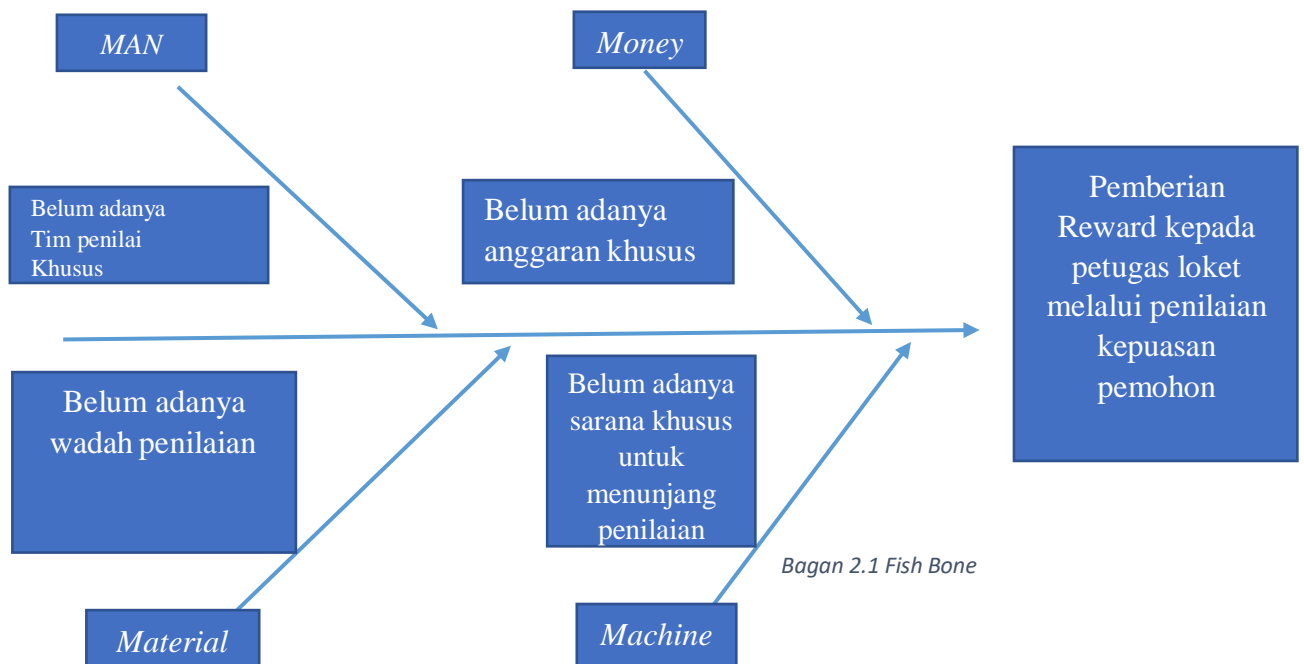 MAN
Money
Belum adanya
Tim penilai
Khusus
Belum adanya
anggaran khusus
Pemberian
Reward kepada
petugas loket
melalui penilaian
kepuasan
pemohon
Belum adanya
wadah penilaian
Belum adanya
sarana khusus
untuk
menunjang
penilaian
Bagan 2.1 Fish Bone
Material
Machine